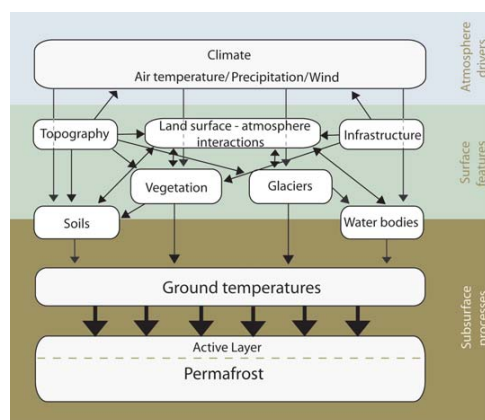 Climate
Air temperature/Precipitation/Wind
Atmosphere
drivers
Topography
Land surface - atmosphere
interactions
Infrastructure
Vegetation
Glaciers
Surface
features
Soils
Water bodies
Ground temperatures
Subsurface
processes
Active Layer
Permafrost